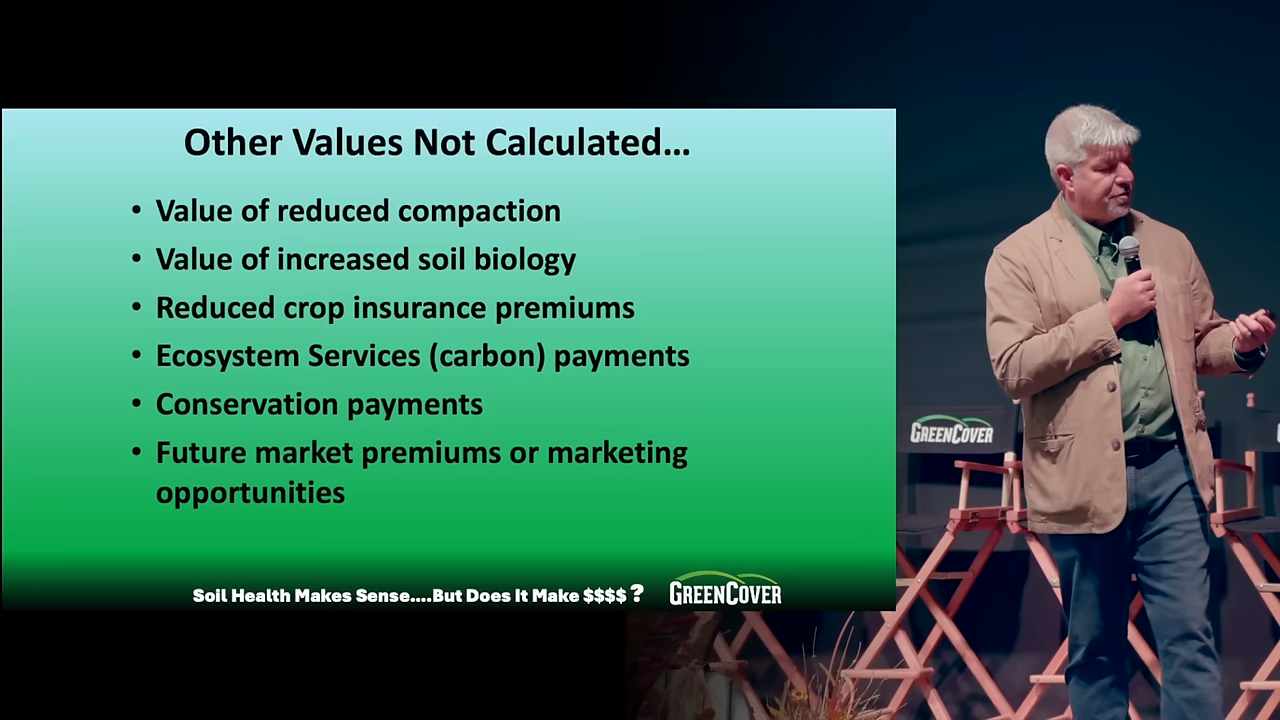 Other Values Not Calculated...
• Value of reduced compaction
• Value of increased soil biology
• Reduced crop insurance premiums
• Ecosystem Services (carbon) payments
• Conservation payments
• Future market premiums or marketing
opportunities
Soil Health Makes Sense....But Does It Make $$$$ ?
GREENCOVER
GREENCOVER